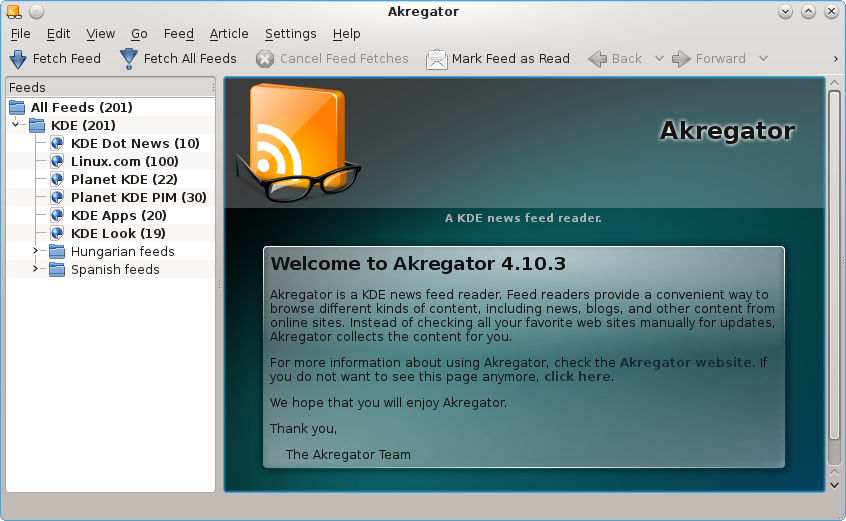 Akregator
File Edit View Go Feed Article Settings Help
Fetch Feed Fetch All Feeds Cancel Feed Fetches Mark Feed as Read Back Forward
Feeds
All Feeds (201)
KDE (201)
KDE Dot News (10)
Linux.com (100)
Planet KDE (22)
Planet KDE PIM (30)
KDE Apps (20)
KDE Look (19)
Hungarian feeds
Spanish feeds
Akregator
A KDE news feed reader.
Welcome to Akregator 4.10.3
Akregator is a KDE news feed reader. Feed readers provide a convenient way to
browse different kinds of content, including news, blogs, and other content from
online sites. Instead of checking all your favorite web sites manually for updates,
Akregator collects the content for you.
For more information about using Akregator, check the Akregator website. If
you do not want to see this page anymore, click here.
We hope that you will enjoy Akregator.
Thank you,
The Akregator Team